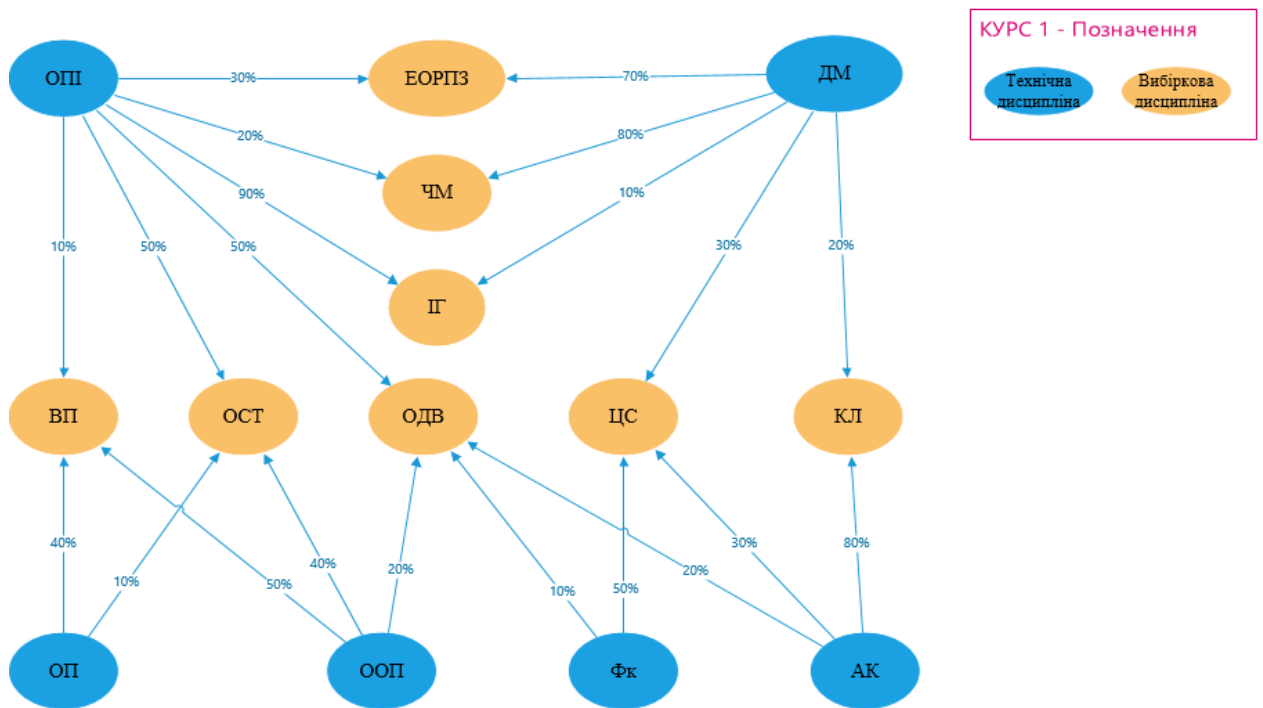 КУРС 1 - Позначення
Технічна
дисципліна
Вибіркова
дисципліна
ОПІ
30%
ЕОРПЗ
70%
ДМ
20%
80%
ЧМ
90%
10%
ІГ
10%
50%
50%
30%
20%
ВП
ОСТ
ОДВ
ЦС
КЛ
40%
10%
50%
40%
20%
10%
50%
20%
30%
80%
ОП
ООП
Фк
АК